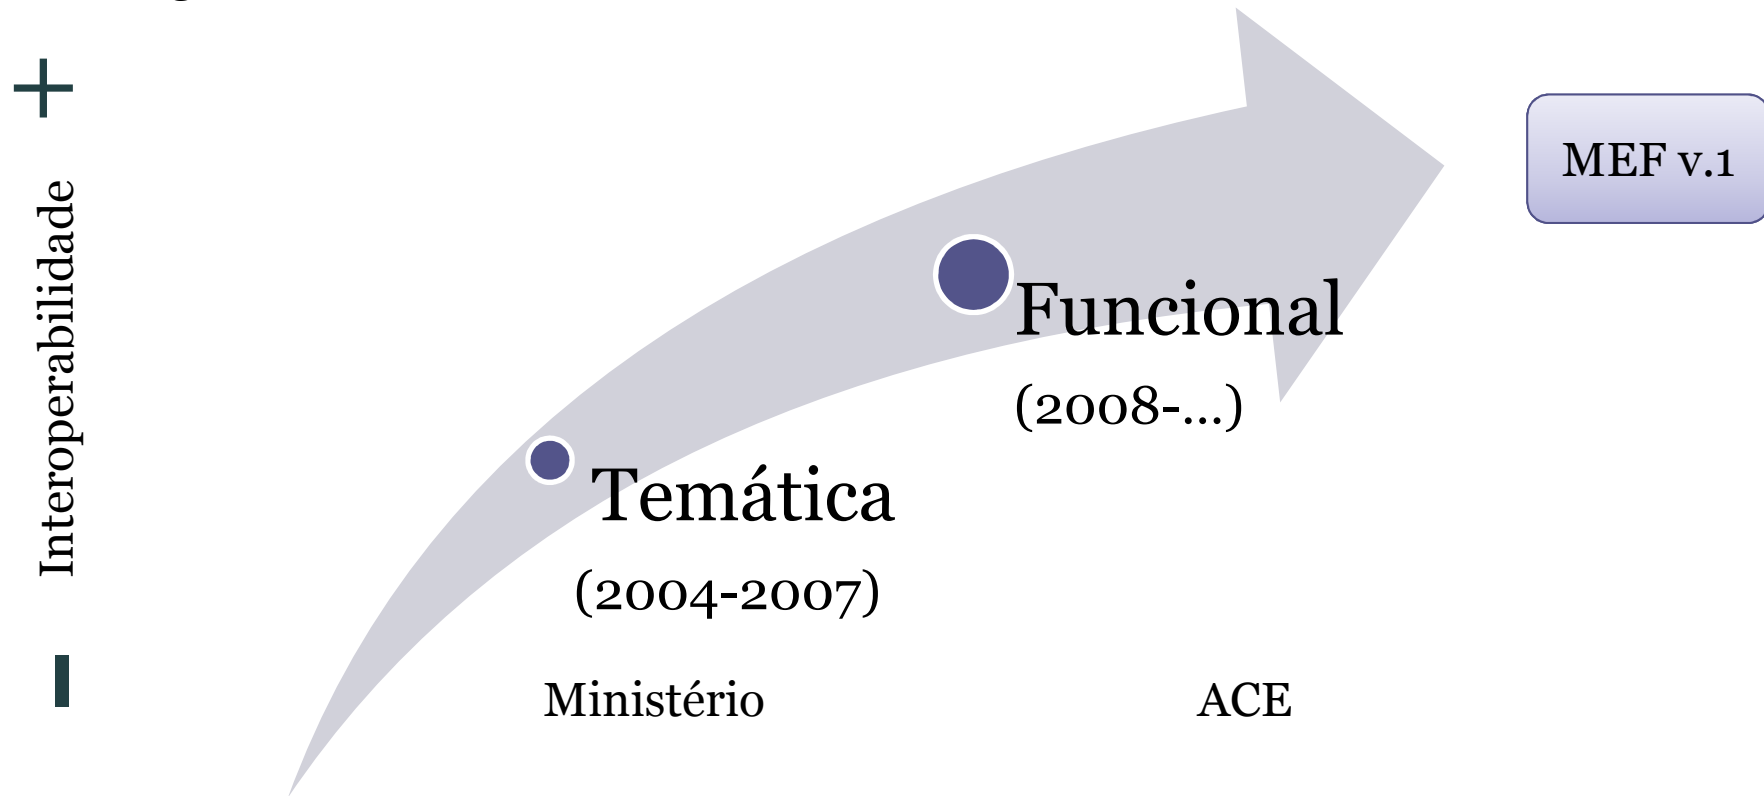 +
Interoperabilidade
-
MEF v.1
Funcional
(2008-...)
Temática
(2004-2007)
Ministério
ACE